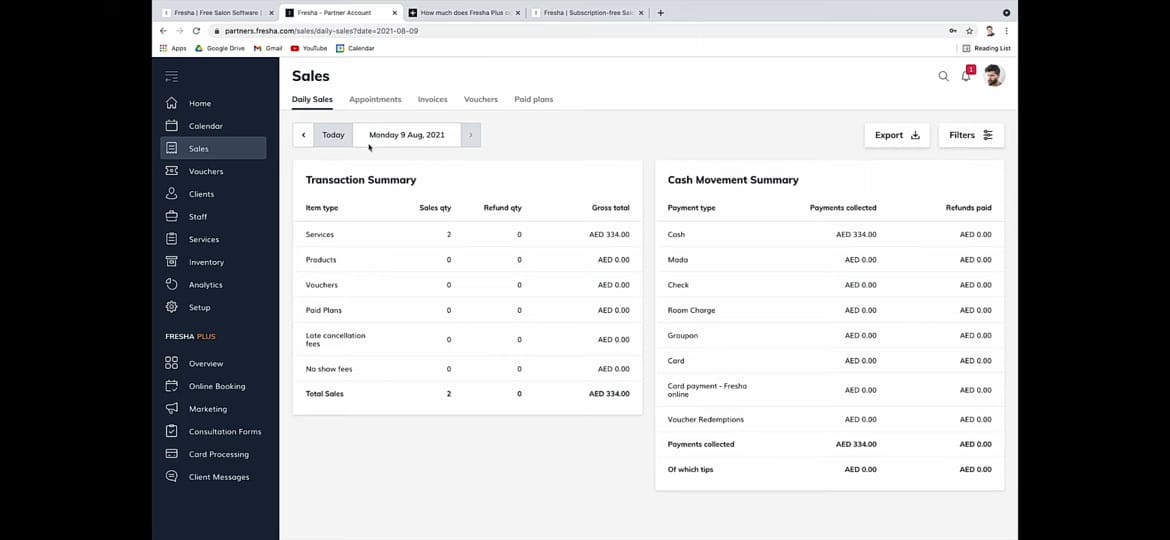 Fresha | Free Salon Software |
Fresha - Partner Account
How much does Fresha Plus c
Fresha | Subscription-free Sal
partners.fresha.com/sales/daily-sales?date=2021-08-09
Apps Google Drive Gmail YouTube Calendar Reading List
Sales
1
Daily Sales Appointments Invoices Vouchers Paid plans
Today Monday 9 Aug, 2021
Export Filters
Home
Calendar
Sales
Vouchers
Clients
Staff
Services
Inventory
Analytics
Setup
FRESHA PLUS
Overview
Online Booking
Marketing
Consultation Forms
Card Processing
Client Messages
Transaction Summary
Item type Sales qty Refund qty Gross total
Services 2 0 AED 334.00
Products 0 0 AED 0.00
Vouchers 0 0 AED 0.00
Paid Plans 0 0 AED 0.00
Late cancellation
fees 0 0 AED 0.00
No show fees 0 0 AED 0.00
Total Sales 2 0 AED 334.00
Cash Movement Summary
Payment type Payments collected Refunds paid
Cash AED 334.00 AED 0.00
Mada AED 0.00 AED 0.00
Check AED 0.00 AED 0.00
Room Charge AED 0.00 AED 0.00
Groupon AED 0.00 AED 0.00
Card AED 0.00 AED 0.00
Card payment - Fresha
online AED 0.00 AED 0.00
Voucher Redemptions AED 0.00 AED 0.00
Payments collected AED 334.00 AED 0.00
Of which tips AED 0.00 AED 0.00